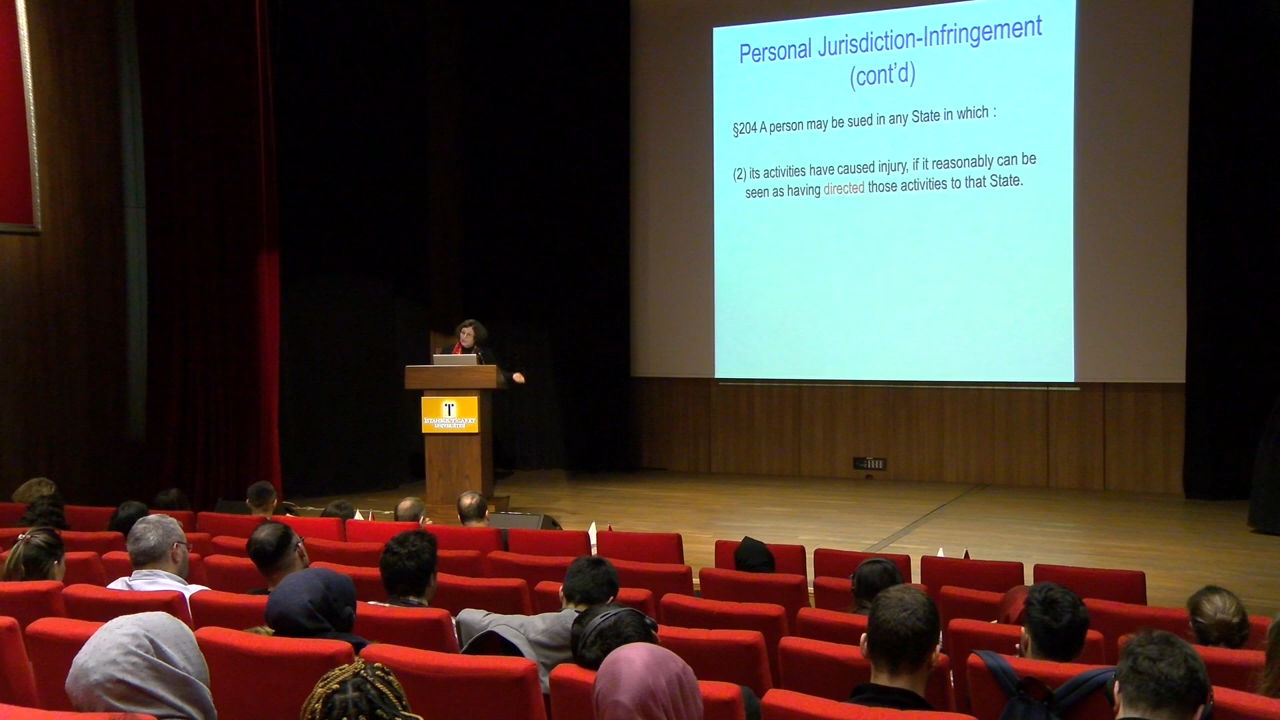 Personal Jurisdiction-Infringement
(cont'd)
§204 A person may be sued in any State in which :
(2) its activities have caused injury, if it reasonably can be
seen as having directed those activities to that State.